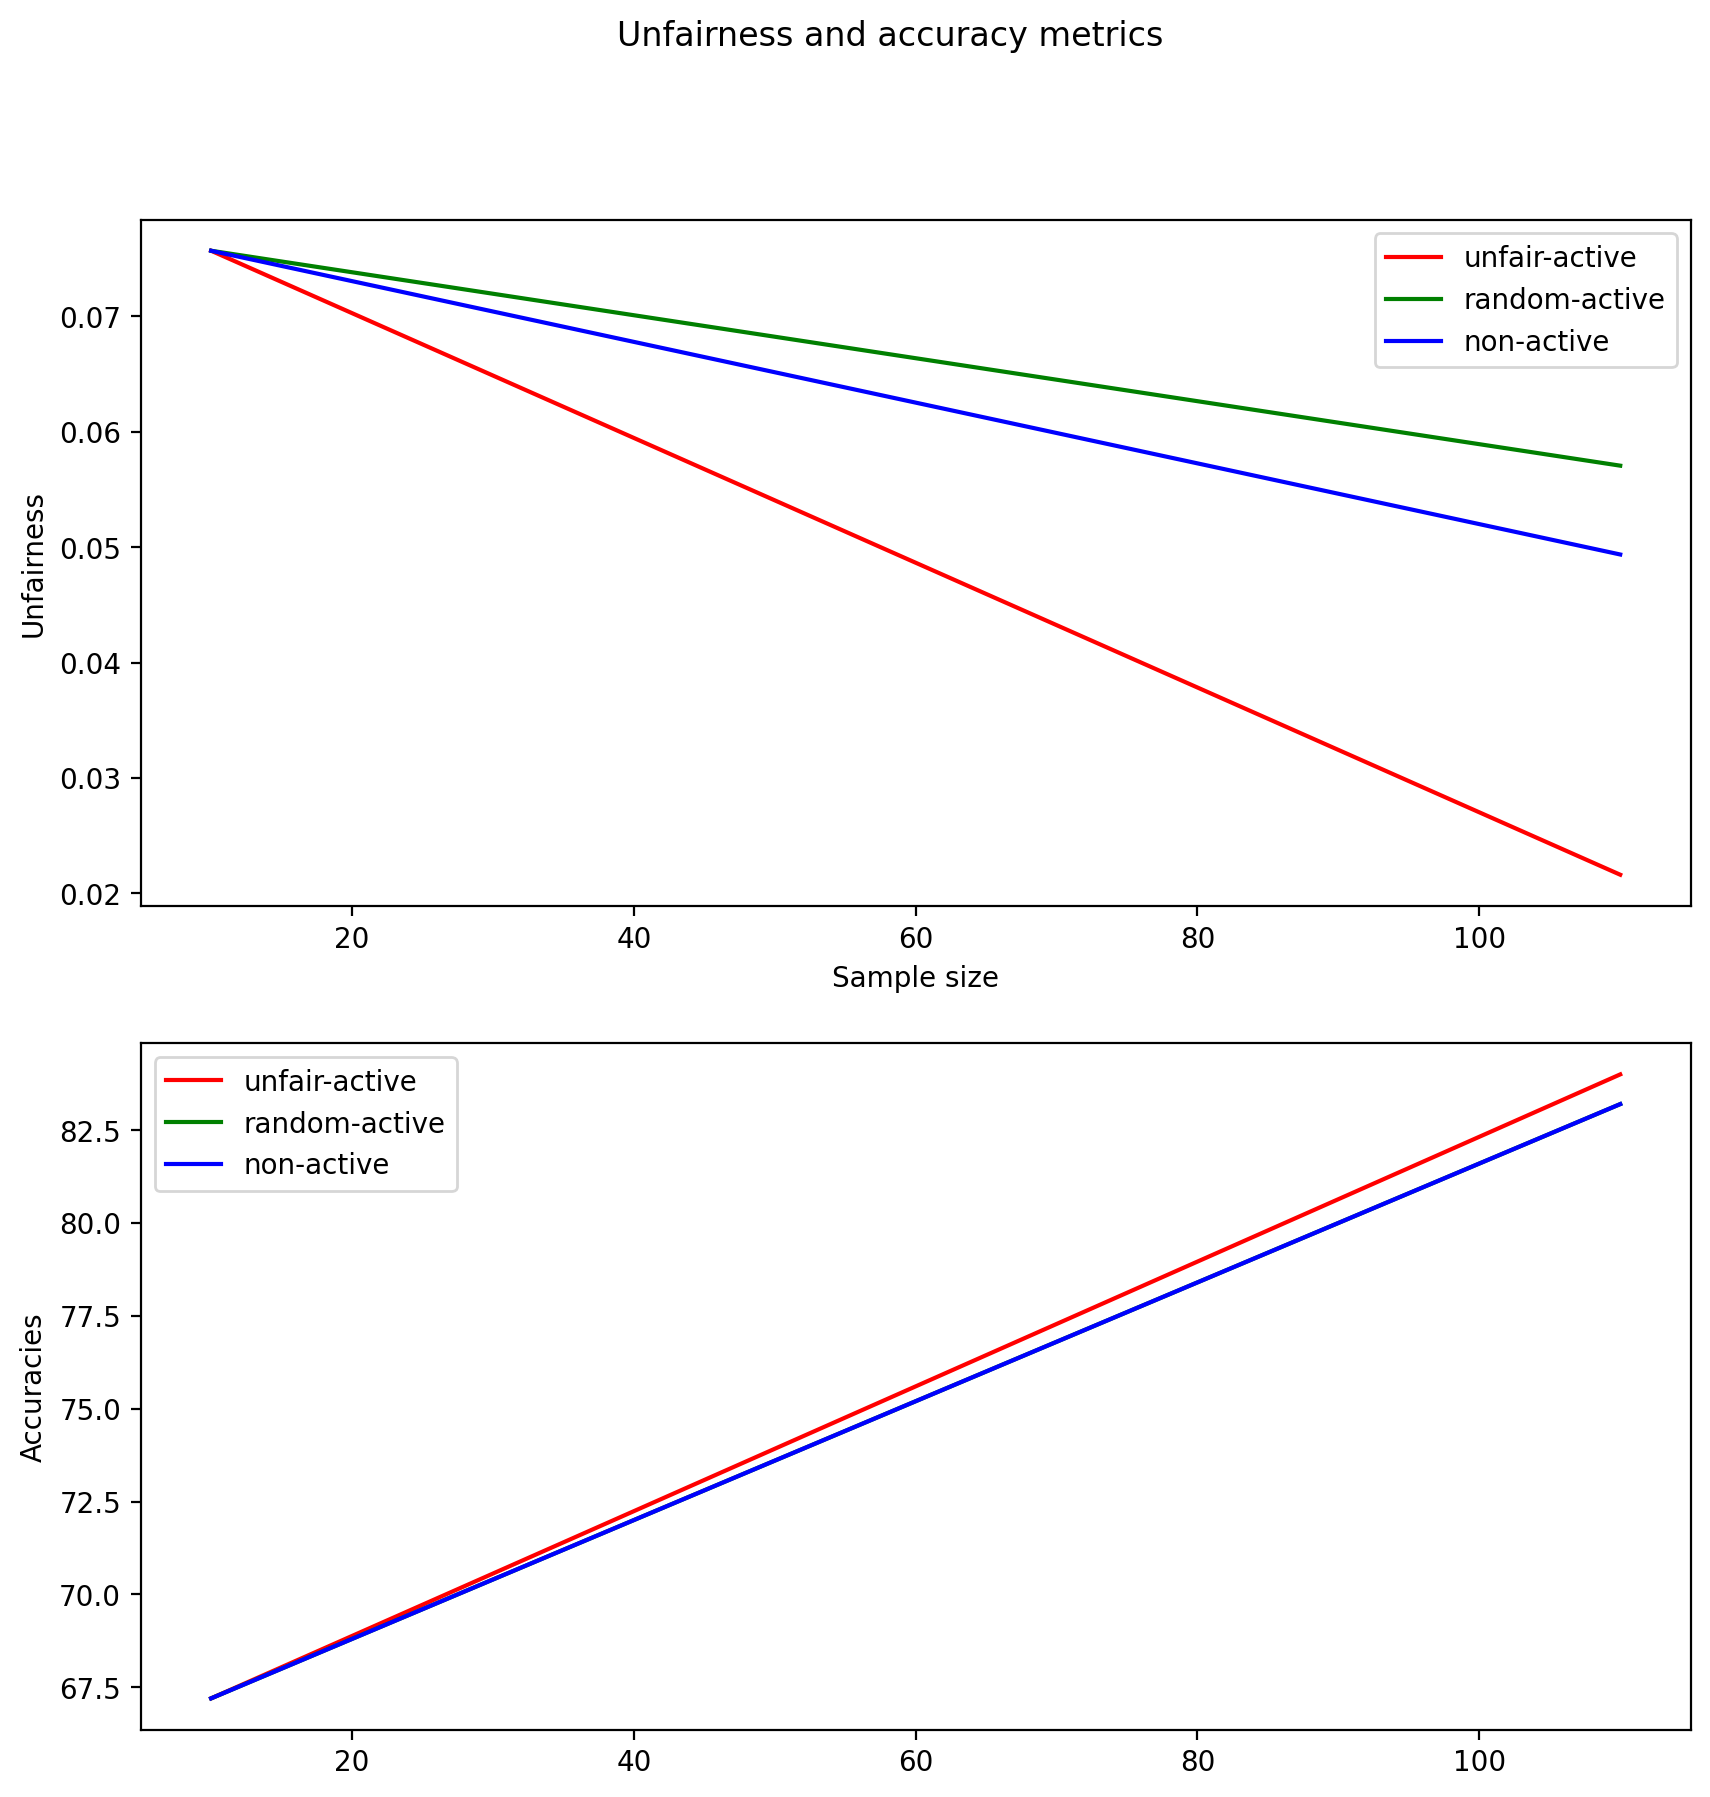 Unfairness and accuracy metrics
unfair-active
random-active
non-active
0.07
0.06
0.05
0.04
0.03
0.02
Unfairness
20 40 60 80 100
Sample size
unfair-active
random-active
non-active
82.5
80.0
77.5
75.0
72.5
70.0
67.5
Accuracies
20 40 60 80 100